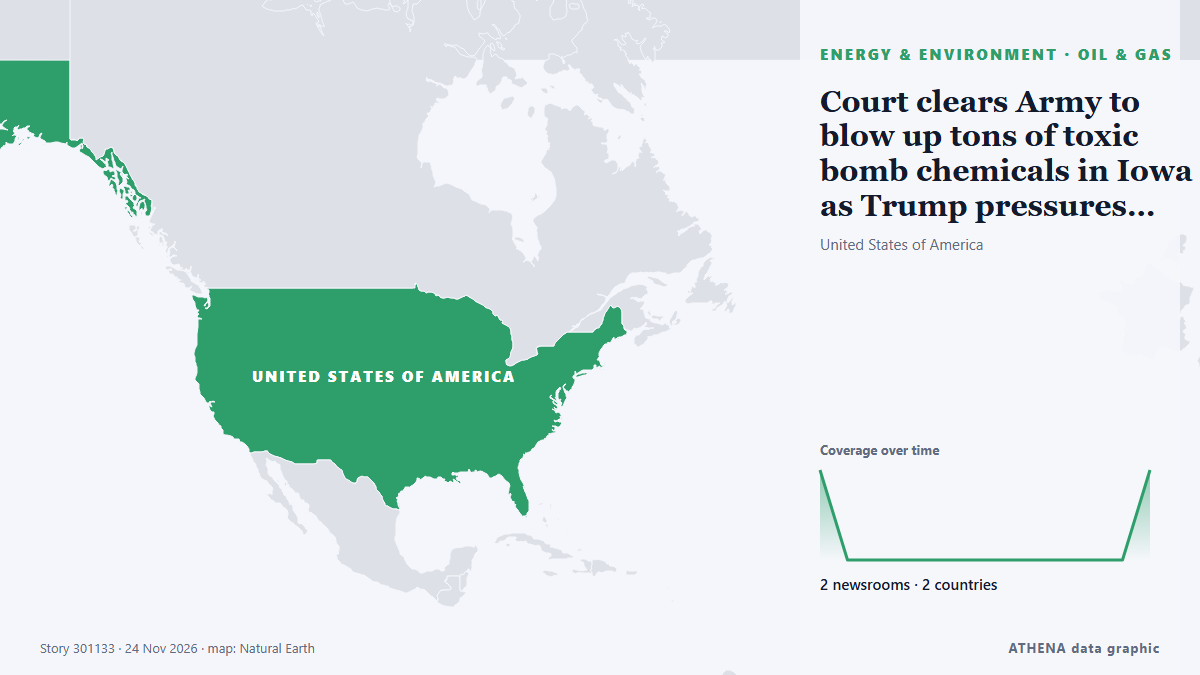 ENERGY & ENVIRONMENT · OIL & GAS
Court clears Army to
blow up tons of toxic
bomb chemicals in Iowa
as Trump pressures…
United States of America
UNITED STATES OF AMERICA
Coverage over time
2 newsrooms · 2 countries
Story 301133 · 24 Nov 2026 · map: Natural Earth
ATHENA data graphic